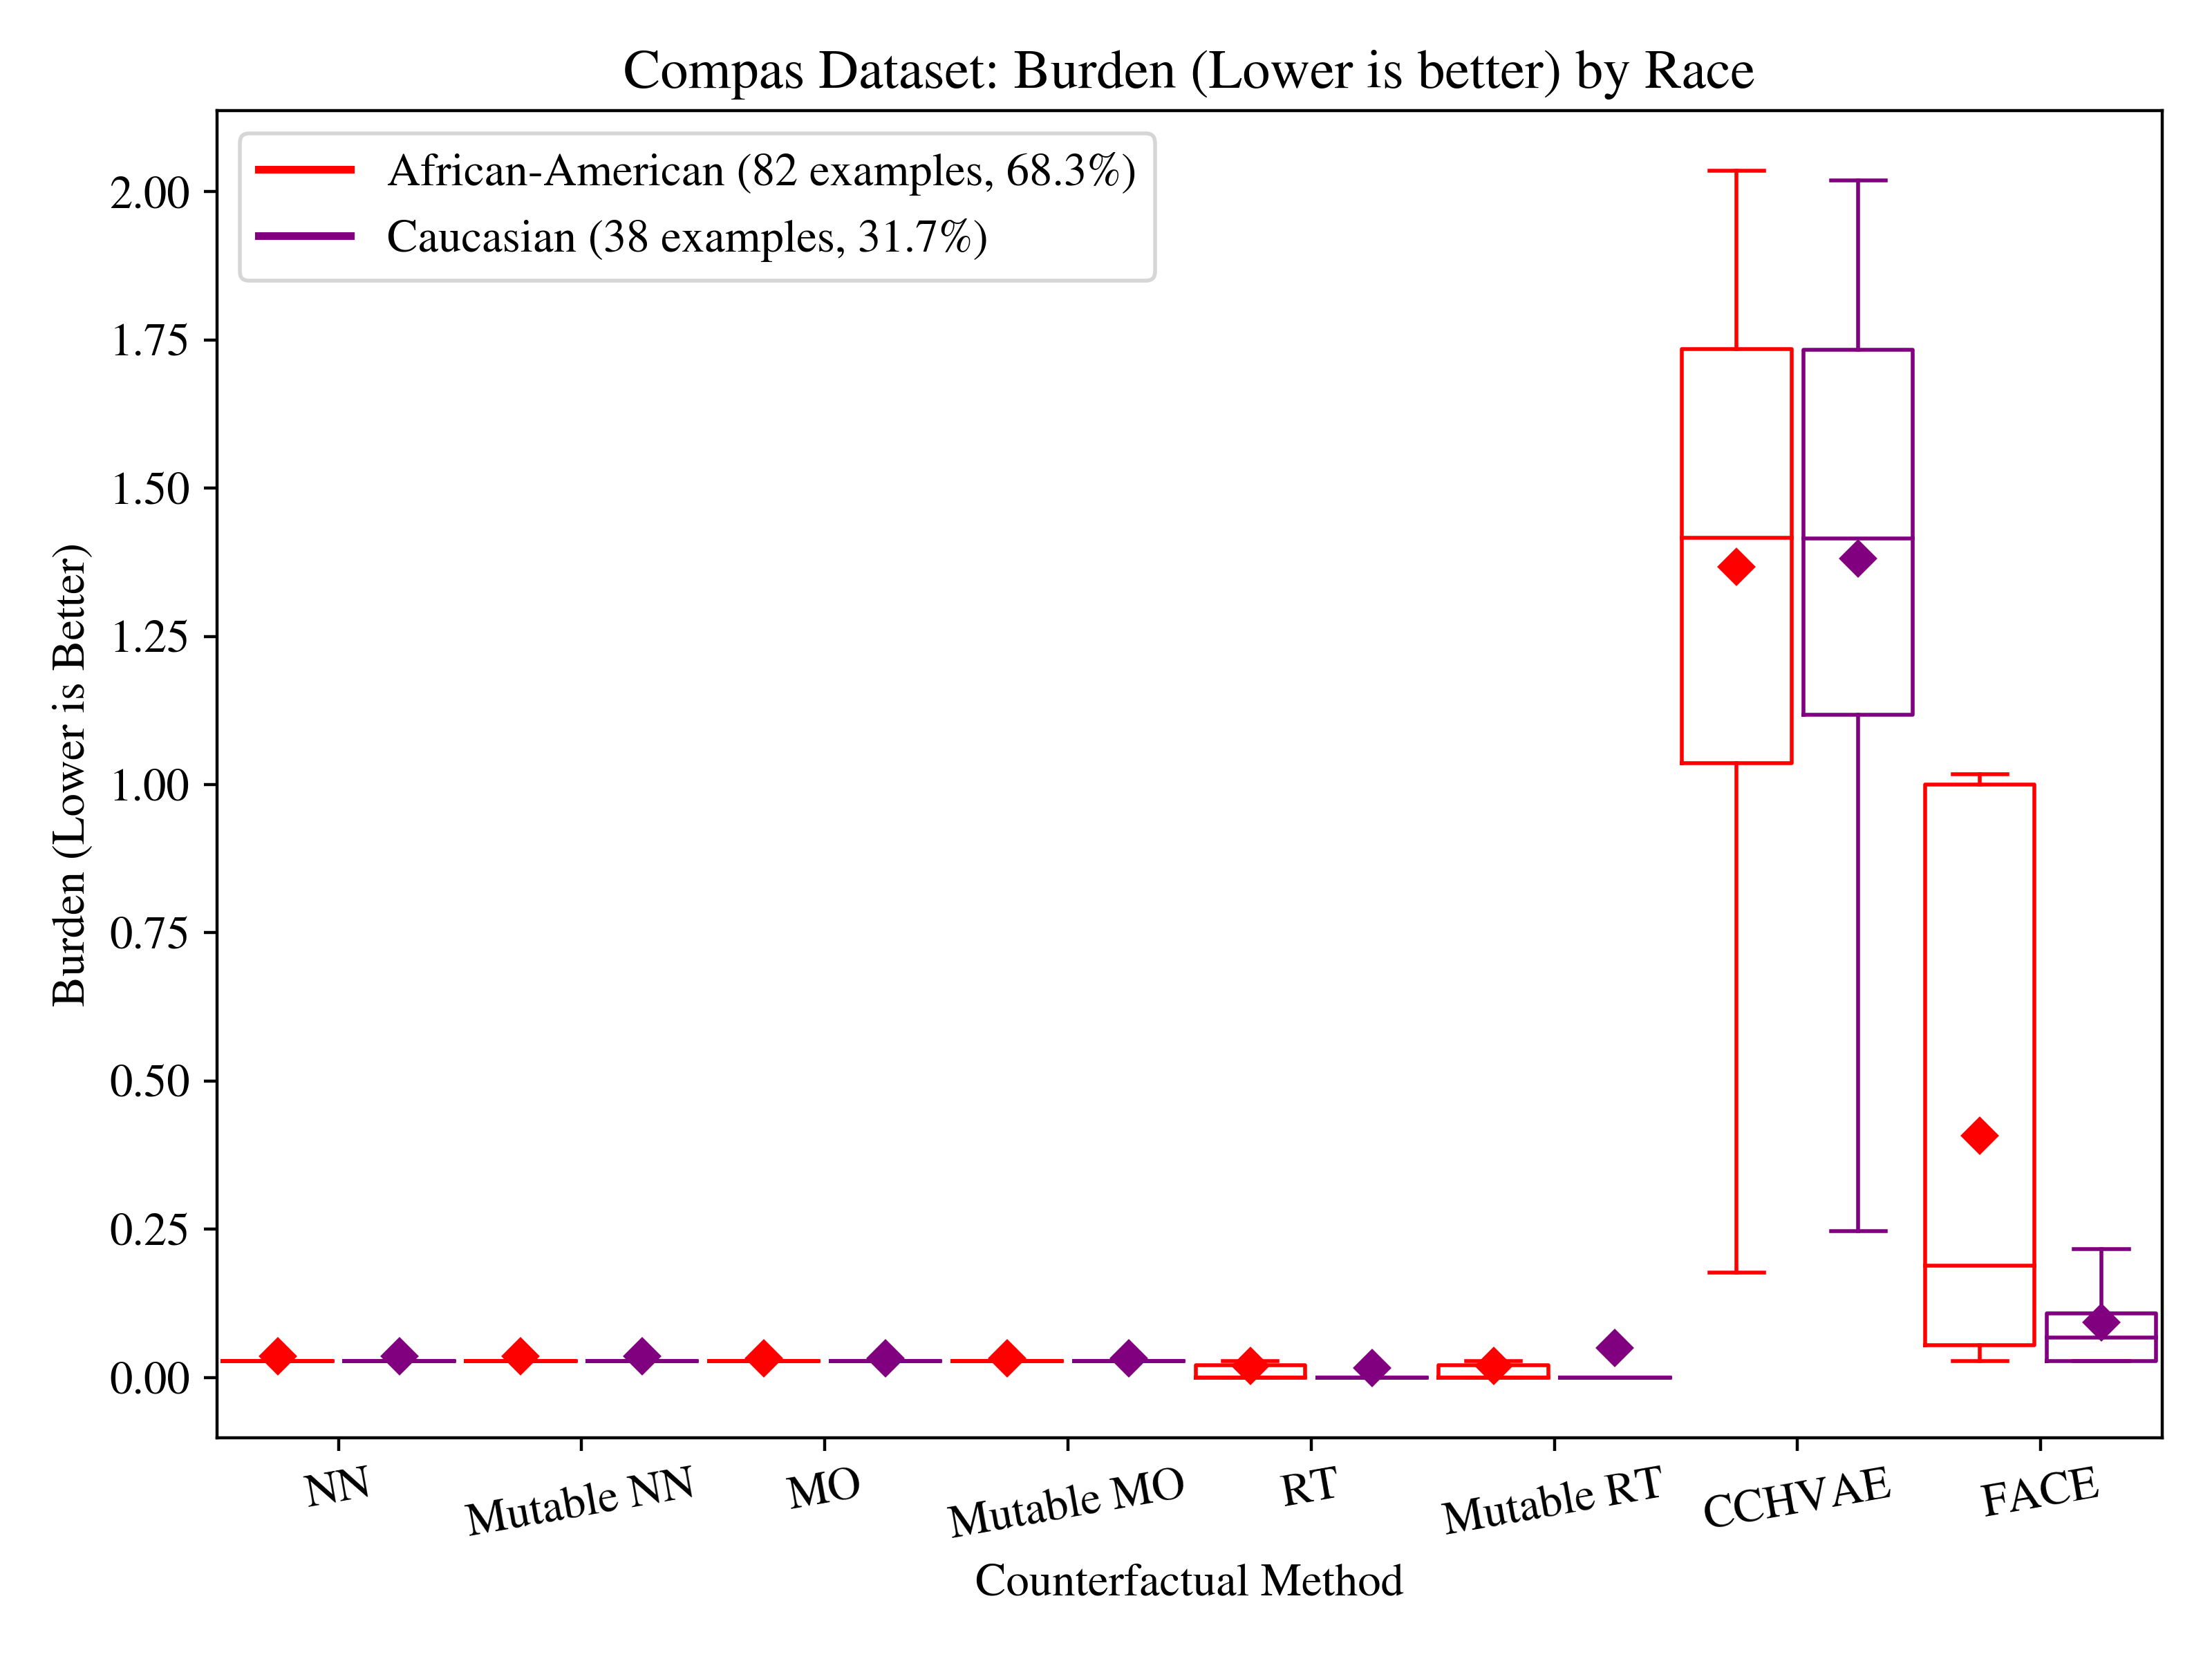 Compas Dataset: Burden (Lower is better) by Race
African-American (82 examples, 68.3%)
Caucasian (38 examples, 31.7%)
Burden (Lower is Better)
2.00
1.75
1.50
1.25
1.00
0.75
0.50
0.25
0.00
NN
Mutable NN
MO
Mutable MO
RT
Mutable RT
CCHVAE
FACE
Counterfactual Method